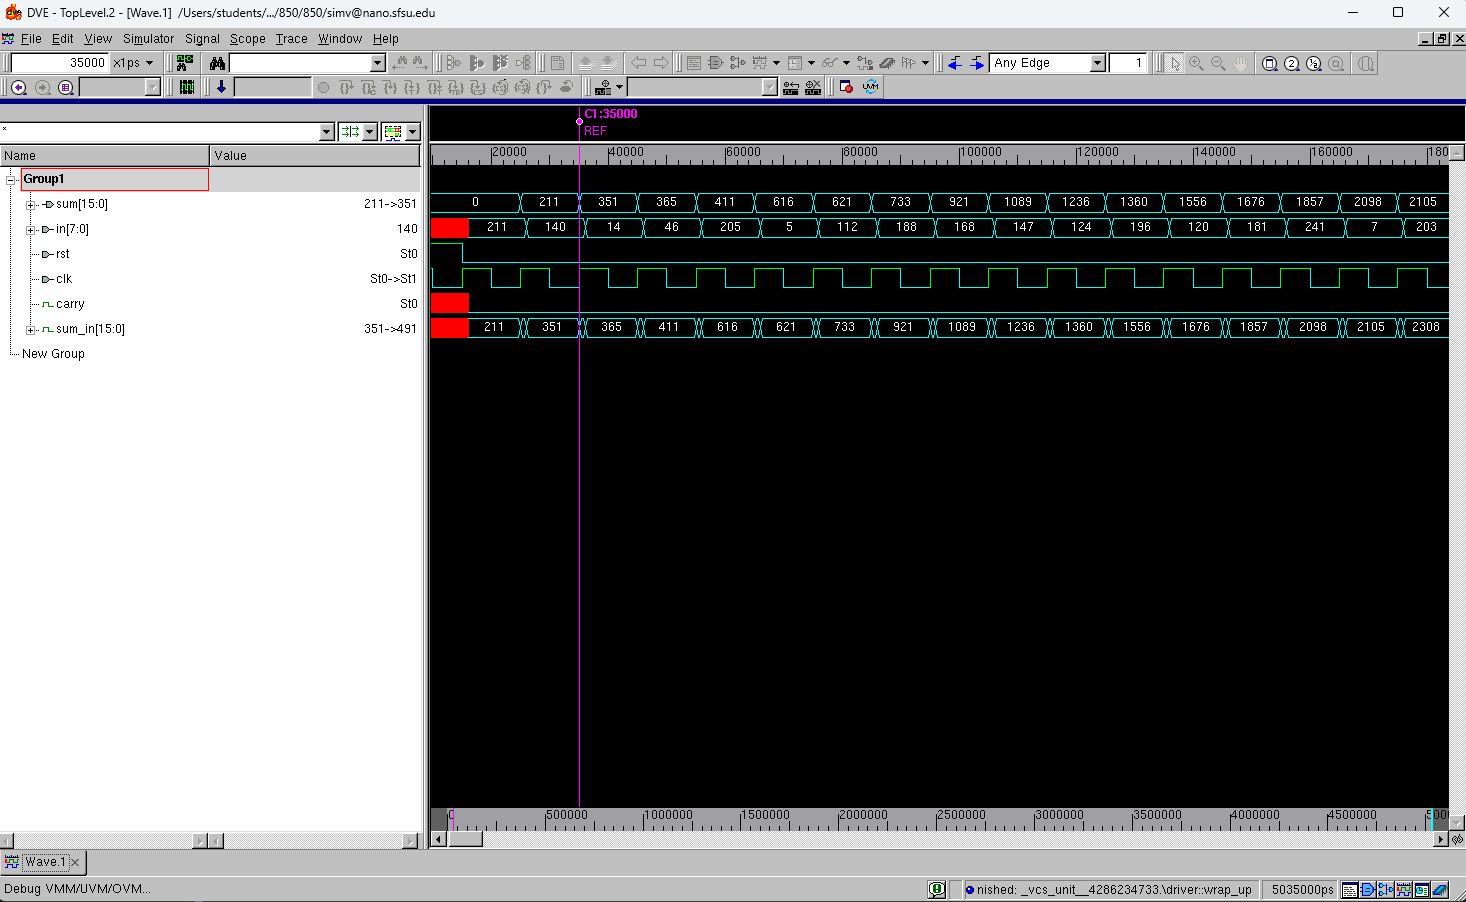 DVE - TopLevel.2 - [Wave.1] /Users/students/.../850/850/simv@nano.sfsu.edu
File Edit View Simulator Signal Scope Trace Window Help
35000 x1ps Any Edge 1
C1:35000
REF
*
Name Value
20000 40000 60000 80000 100000 120000 140000 160000 180
Group1
sum[15:0] 211->351 0 211 351 365 411 616 621 733 921 1089 1236 1360 1556 1676 1857 2098 2105
in[7:0] 140 211 140 14 46 205 5 112 188 168 147 124 196 120 181 241 7 203
rst St0
clk St0->St1
carry St0
sum_in[15:0] 351->491 211 351 365 411 616 621 733 921 1089 1236 1360 1556 1676 1857 2098 2105 2308
New Group
0 500000 1000000 1500000 2000000 2500000 3000000 3500000 4000000 4500000
Wave.1
Debug VMM/UVM/OVM... nished: _vcs_unit__4286234733.\driver::wrap_up 5035000ps